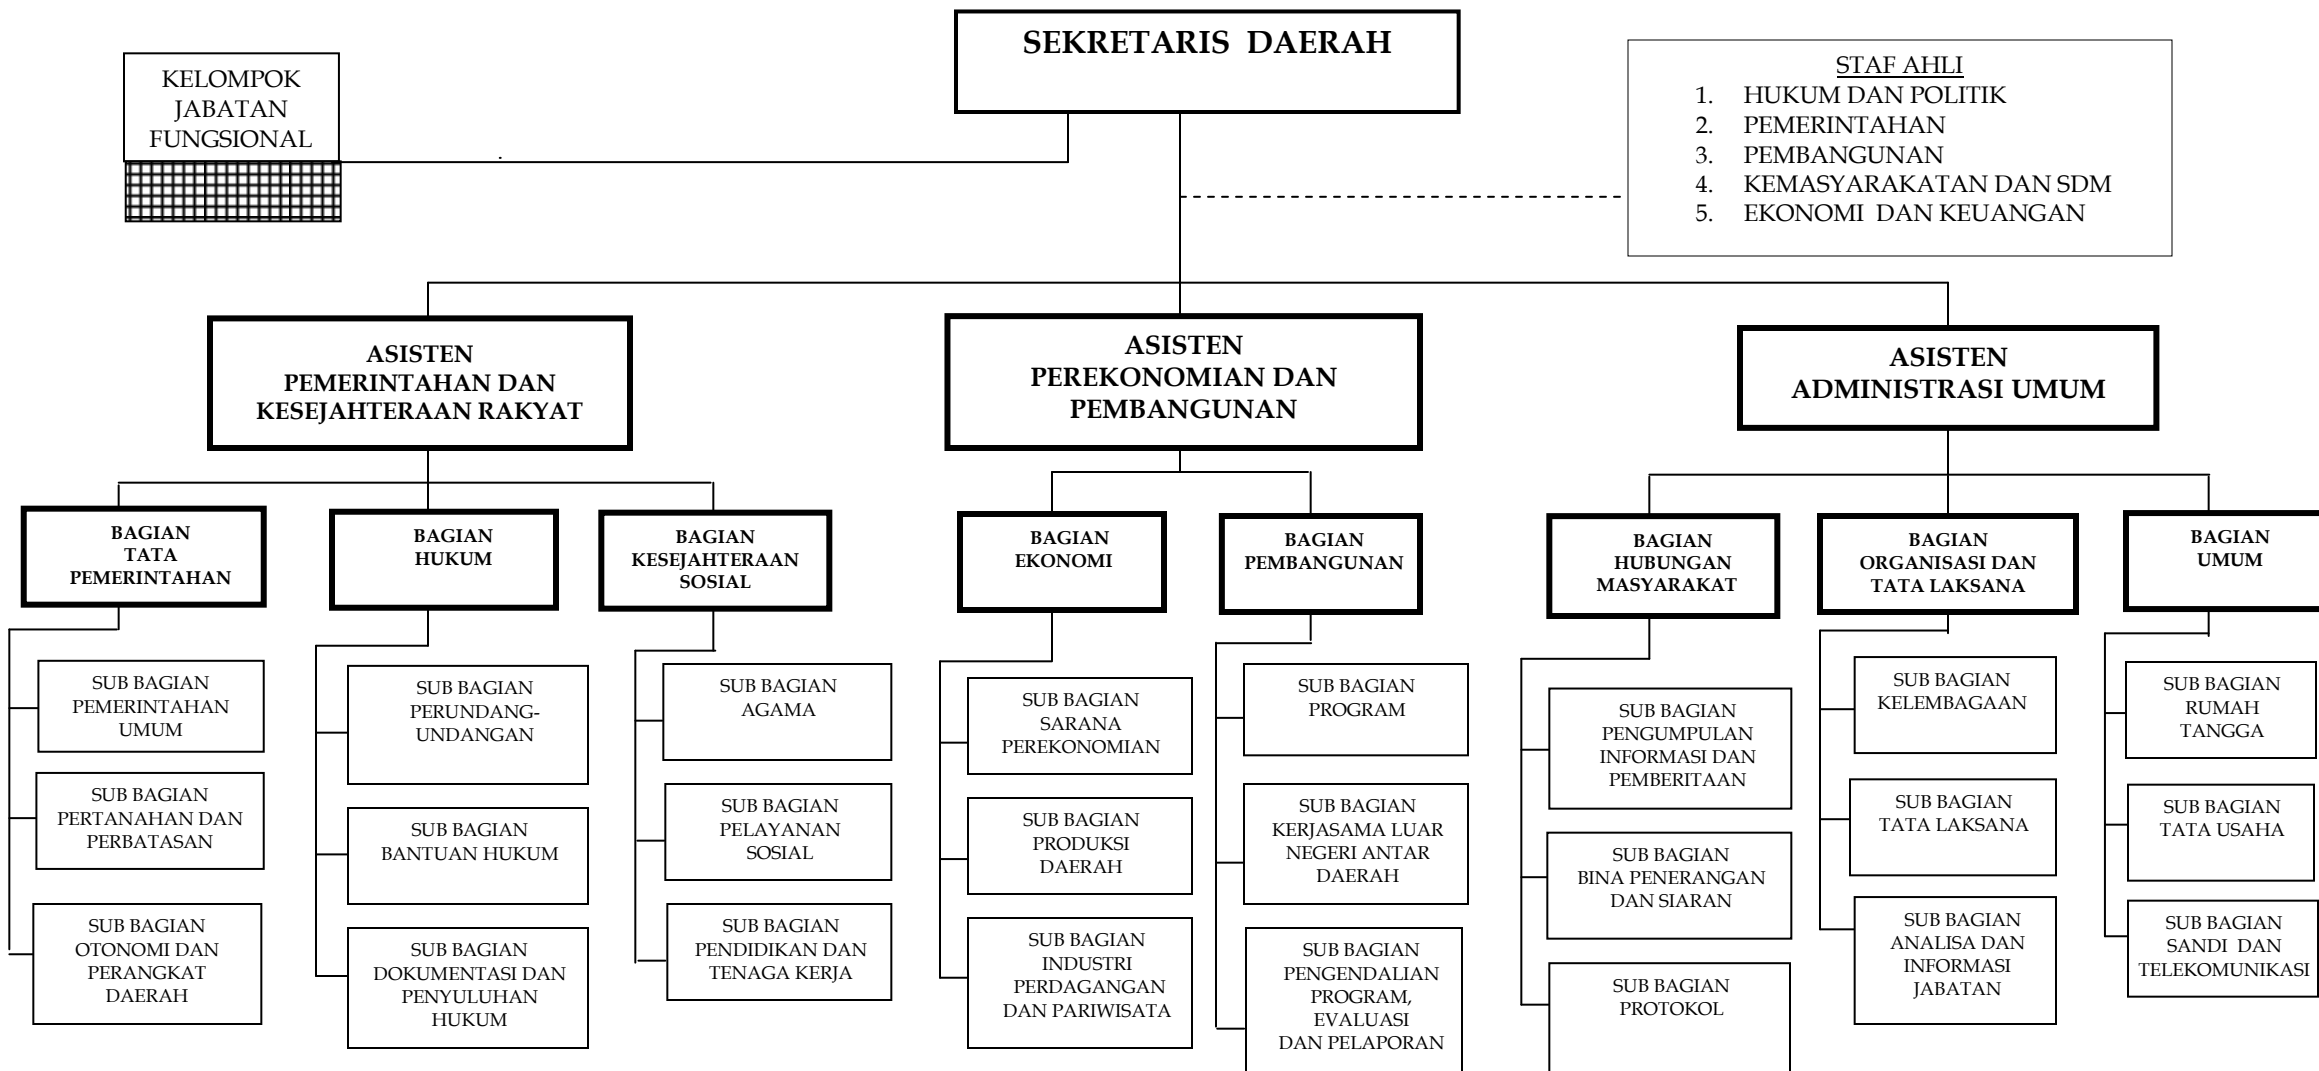 SEKRETARIS DAERAH
KELOMPOK
JABATAN
FUNGSIONAL
STAF AHLI
1. HUKUM DAN POLITIK
2. PEMERINTAHAN
3. PEMBANGUNAN
4. KEMASYARAKATAN DAN SDM
5. EKONOMI DAN KEUANGAN
ASISTEN
PEMERINTAHAN DAN
KESEJAHTERAAN RAKYAT
ASISTEN
PEREKONOMIAN DAN
PEMBANGUNAN
ASISTEN
ADMINISTRASI UMUM
BAGIAN
TATA
PEMERINTAHAN
BAGIAN
HUKUM
BAGIAN
KESEJAHTERAAN
SOSIAL
BAGIAN
EKONOMI
BAGIAN
PEMBANGUNAN
BAGIAN
HUBUNGAN
MASYARAKAT
BAGIAN
ORGANISASI DAN
TATA LAKSANA
BAGIAN
UMUM
SUB BAGIAN
PEMERINTAHAN
UMUM
SUB BAGIAN
PERTANAHAN DAN
PERBATASAN
SUB BAGIAN
OTONOMI DAN
PERANGKAT
DAERAH
SUB BAGIAN
PERUNDANG-
UNDANGAN
SUB BAGIAN
BANTUAN HUKUM
SUB BAGIAN
DOKUMENTASI DAN
PENYULUHAN
HUKUM
SUB BAGIAN
AGAMA
SUB BAGIAN
PELAYANAN
SOSIAL
SUB BAGIAN
PENDIDIKAN DAN
TENAGA KERJA
SUB BAGIAN
SARANA
PEREKONOMIAN
SUB BAGIAN
PRODUKSI
DAERAH
SUB BAGIAN
INDUSTRI
PERDAGANGAN
DAN PARIWISATA
SUB BAGIAN
PROGRAM
SUB BAGIAN
KERJASAMA LUAR
NEGERI ANTAR
DAERAH
SUB BAGIAN
PENGENDALIAN
PROGRAM,
EVALUASI
DAN PELAPORAN
SUB BAGIAN
PENGUMPULAN
INFORMASI DAN
PEMBERITAAN
SUB BAGIAN
BINA PENERANGAN
DAN SIARAN
SUB BAGIAN
PROTOKOL
SUB BAGIAN
KELEMBAGAAN
SUB BAGIAN
TATA LAKSANA
SUB BAGIAN
ANALISA DAN
INFORMASI
JABATAN
SUB BAGIAN
RUMAH
TANGGA
SUB BAGIAN
TATA USAHA
SUB BAGIAN
SANDI DAN
TELEKOMUNIKASI